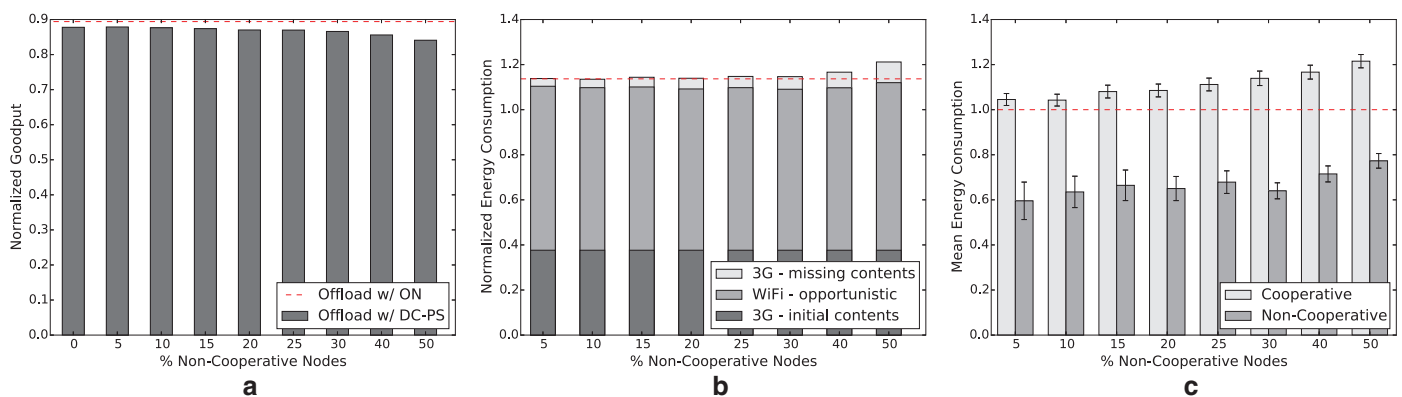 0.9
0.8
0.7
0.6
0.5
0.4
0.3
0.2
0.1
0.0
Normalized Goodput
Offload w/ ON
Offload w/ DC-PS
0 5 10 15 20 25 30 40 50
% Non-Cooperative Nodes
a
1.4
1.2
1.0
0.8
0.6
0.4
0.2
0.0
Normalized Energy Consumption
3G - missing contents
WiFi - opportunistic
3G - initial contents
5 10 15 20 25 30 40 50
% Non-Cooperative Nodes
b
1.4
1.2
1.0
0.8
0.6
0.4
0.2
0.0
Mean Energy Consumption
Cooperative
Non-Cooperative
5 10 15 20 25 30 40 50
% Non-Cooperative Nodes
c